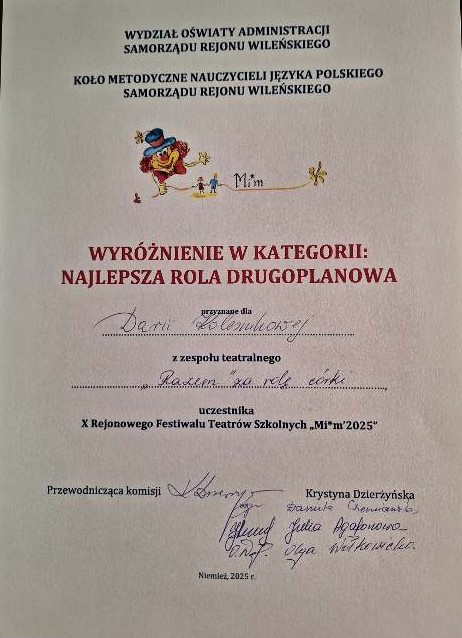 WYDZIAŁ OŚWIATY ADMINISTRACJI
SAMORZĄDU REJONU WILEŃSKIEGO
KOŁO METODYCZNE NAUCZYCIELI JĘZYKA POLSKIEGO
SAMORZĄDU REJONU WILEŃSKIEGO
Mi*m
WYRÓŻNIENIE W KATEGORII:
NAJLEPSZA ROLA DRUGOPLANOWA
przyznane dla
Darii Kolesnikowej
z zespołu teatralnego
„Razem" za rolę córki
uczestnika
X Rejonowego Festiwalu Teatrów Szkolnych „Mi*m'2025"
Przewodnicząca komisji Krystyna Dzierżyńska
Danuta
Julia Agafonowa
Olga
Niemież, 2025 r.